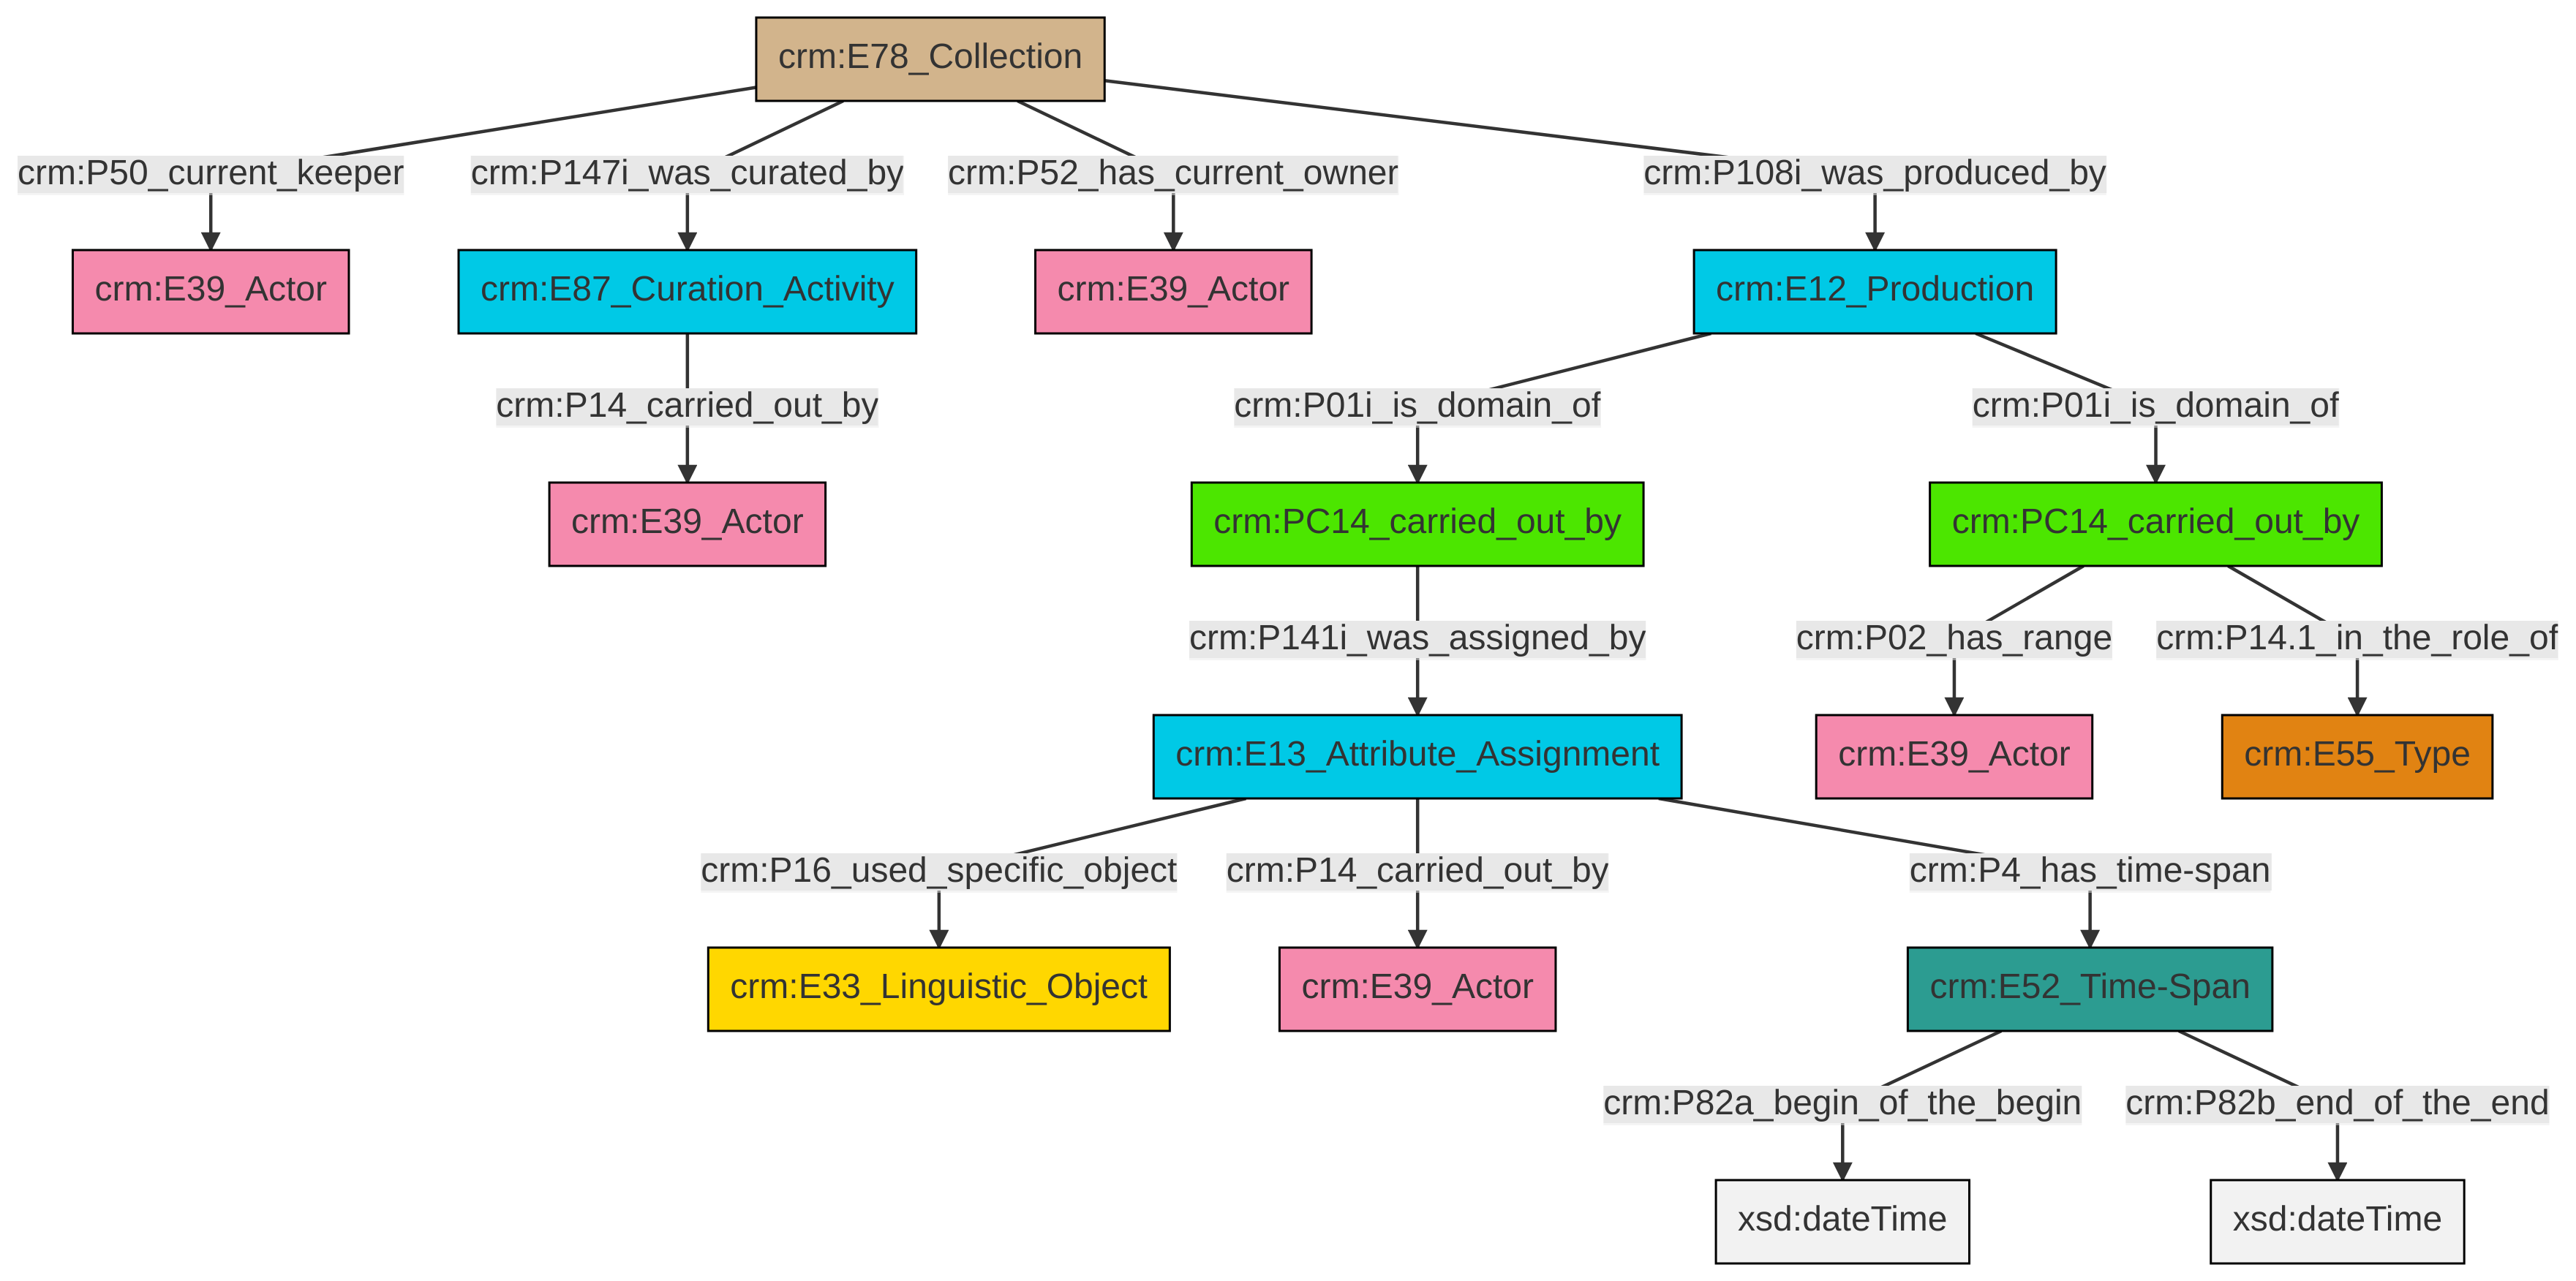 crm:E78_Collection
crm:P50_current_keeper
crm:P147i_was_curated_by
crm:P52_has_current_owner
crm:P108i_was_produced_by
crm:E39_Actor
crm:E87_Curation_Activity
crm:E39_Actor
crm:E12_Production
crm:P14_carried_out_by
crm:P01i_is_domain_of
crm:P01i_is_domain_of
crm:E39_Actor
crm:PC14_carried_out_by
crm:PC14_carried_out_by
crm:P141i_was_assigned_by
crm:P02_has_range
crm:P14.1_in_the_role_of
crm:E13_Attribute_Assignment
crm:E39_Actor
crm:E55_Type
crm:P16_used_specific_object
crm:P14_carried_out_by
crm:P4_has_time-span
crm:E33_Linguistic_Object
crm:E39_Actor
crm:E52_Time-Span
crm:P82a_begin_of_the_begin
crm:P82b_end_of_the_end
xsd:dateTime
xsd:dateTime